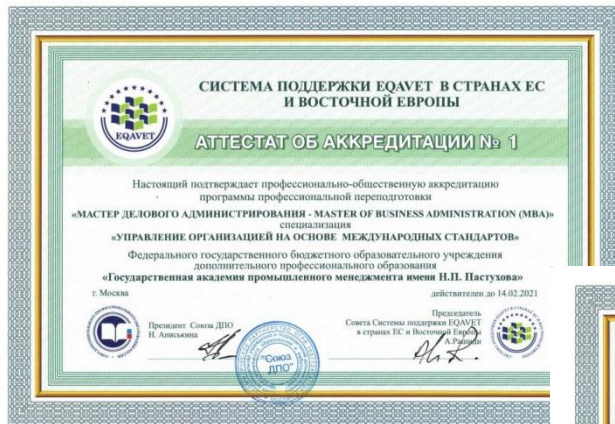 СИСТЕМА ПОДДЕРЖКИ EQAVET В СТРАНАХ ЕС
И ВОСТОЧНОЙ ЕВРОПЫ
EQAVET
АТТЕСТАТ ОБ АККРЕДИТАЦИИ № 1
Настоящий подтверждает профессионально-общественную аккредитацию
программы профессиональной переподготовки
«МАСТЕР ДЕЛОВОГО АДМИНИСТРИРОВАНИЯ - MASTER OF BUSINESS ADMINISTRATION (MBA)»
специализация
«УПРАВЛЕНИЕ ОРГАНИЗАЦИЕЙ НА ОСНОВЕ МЕЖДУНАРОДНЫХ СТАНДАРТОВ»
Федерального государственного бюджетного образовательного учреждения
дополнительного профессионального образования
«Государственная академия промышленного менеджмента имени Н.П. Пастухова»
г. Москва
действителен до 14.02.2021
Президент Союза ДПО
Н. Аниськина
"Союз
ДПО"
Председатель
Совета Системы поддержки EQAVET
в странах ЕС и Восточной Европы
А.Рашиди